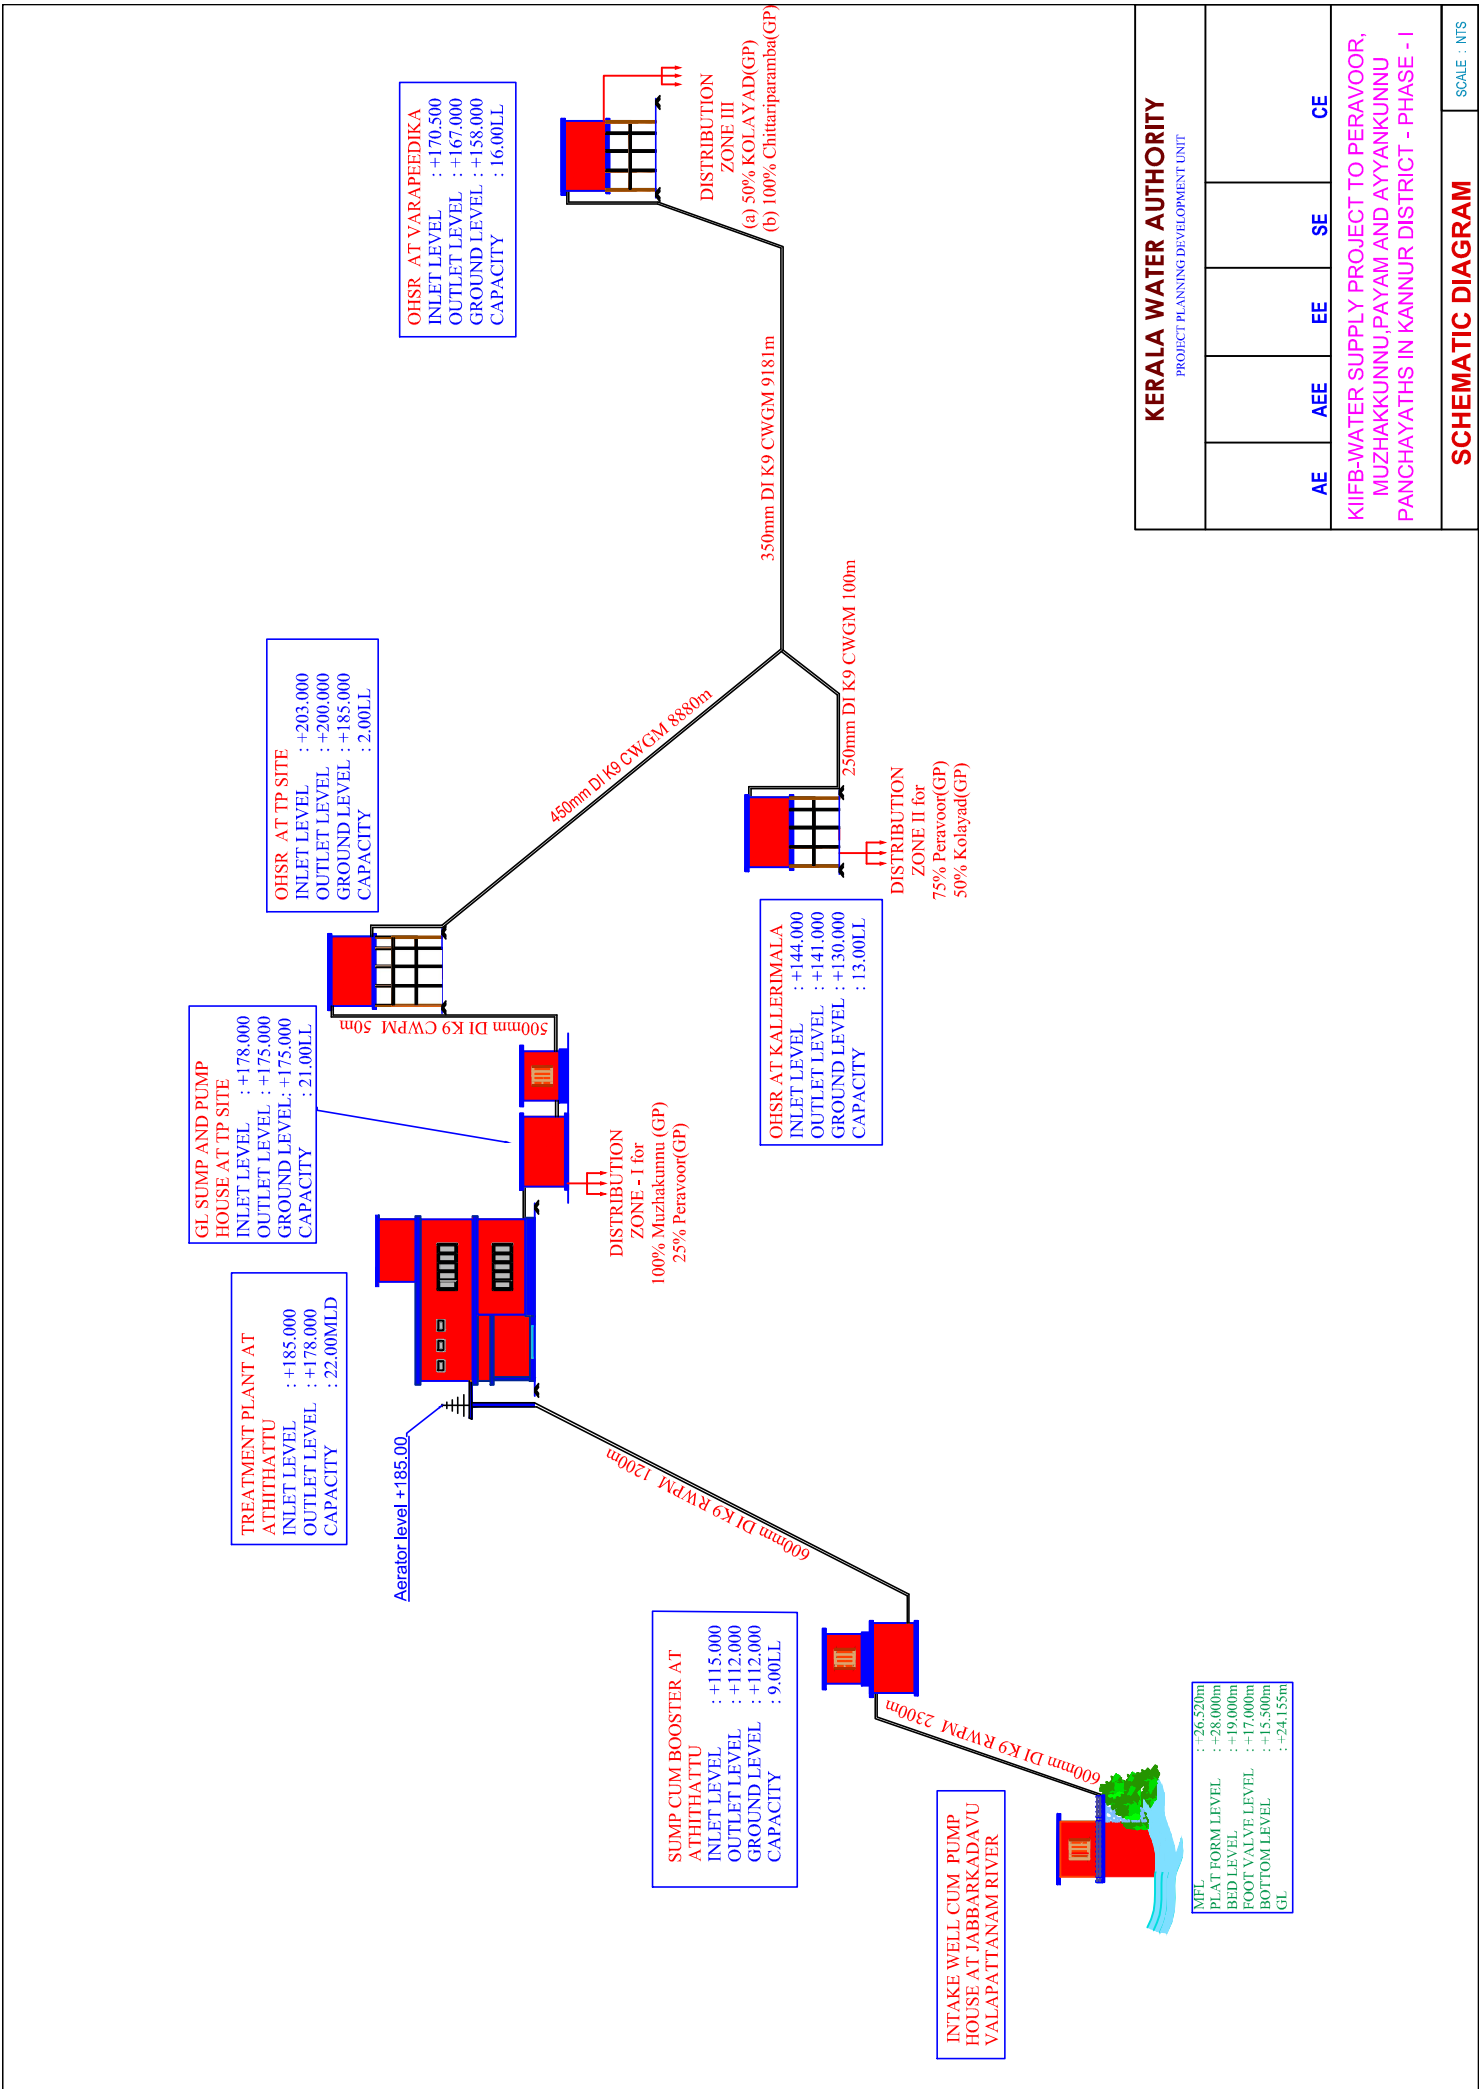 INTAKE WELL CUM PUMP
HOUSE AT JABBARKADAVU
VALAPATTANAM RIVER
MFL : +26.520m
PLAT FORM LEVEL : +28.000m
BED LEVEL : +19.000m
FOOT VALVE LEVEL : +17.000m
BOTTOM LEVEL : +15.500m
GL : +24.155m
600mm DI K9 RWPM 2300m
SUMP CUM BOOSTER AT
ATHITHATTU
INLET LEVEL : +115.000
OUTLET LEVEL : +112.000
GROUND LEVEL : +112.000
CAPACITY : 9.00LL
600mm DI K9 RWPM 1200m
Aerator level +185.00
TREATMENT PLANT AT
ATHITHATTU
INLET LEVEL : +185.000
OUTLET LEVEL : +178.000
CAPACITY : 22.00MLD
GL SUMP AND PUMP
HOUSE AT TP SITE
INLET LEVEL : +178.000
OUTLET LEVEL : +175.000
GROUND LEVEL: +175.000
CAPACITY : 21.00LL
DISTRIBUTION
ZONE - I for
100% Muzhakunnu (GP)
25% Peravoor(GP)
500mm DI K9 CWPM 50m
OHSR AT TP SITE
INLET LEVEL : +203.000
OUTLET LEVEL : +200.000
GROUND LEVEL : +185.000
CAPACITY : 2.00LL
450mm DI K9 CWGM 8880m
OHSR AT KALLERIMALA
INLET LEVEL : +144.000
OUTLET LEVEL : +141.000
GROUND LEVEL : +130.000
CAPACITY : 13.00LL
DISTRIBUTION
ZONE II for
75% Peravoor(GP)
50% Kolayad(GP)
250mm DI K9 CWGM 100m
350mm DI K9 CWGM 9181m
OHSR AT VARAPEEDIKA
INLET LEVEL : +170.500
OUTLET LEVEL : +167.000
GROUND LEVEL : +158.000
CAPACITY : 16.00LL
DISTRIBUTION
ZONE III
(a) 50% KOLAYAD(GP)
(b) 100% Chittariparamba(GP)
KERALA WATER AUTHORITY
PROJECT PLANNING DEVELOPMENT UNIT
AE AEE EE SE CE
KIIFB-WATER SUPPLY PROJECT TO PERAVOOR,
MUZHAKKUNNU,PAYAM AND AYYANKUNNU
PANCHAYATHS IN KANNUR DISTRICT - PHASE - I
SCHEMATIC DIAGRAM
SCALE : NTS